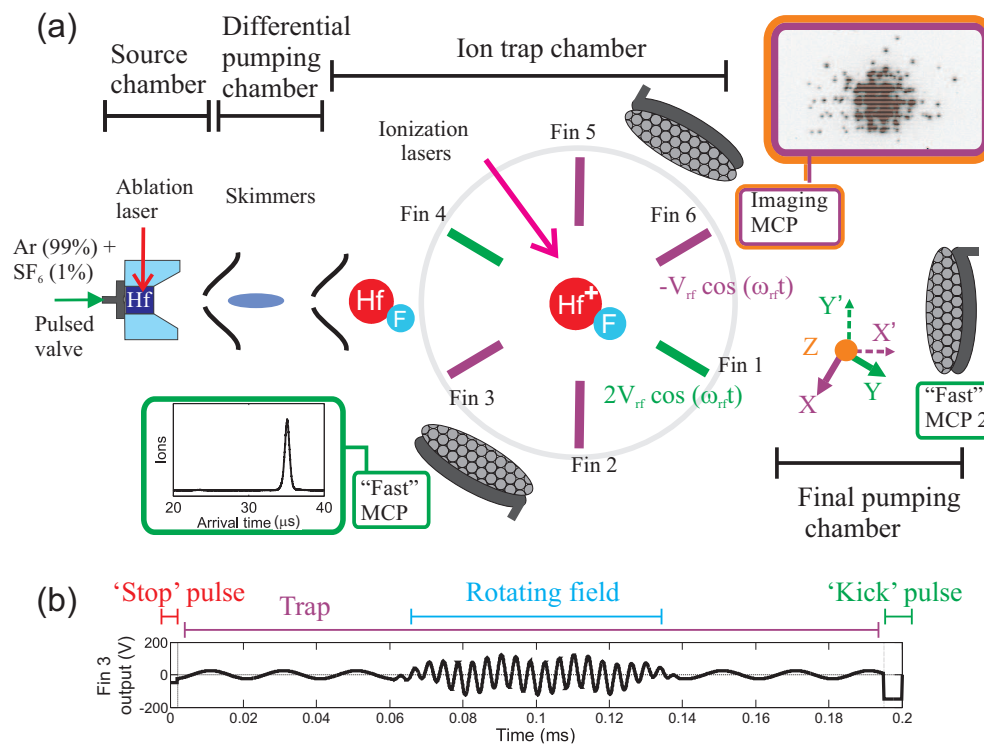 (a)
Source
chamber
Differential
pumping
chamber
Ion trap chamber
Ablation
laser
Skimmers
Ionization
lasers
Ar (99%) +
SF₆ (1%)
Hf
Pulsed
valve
Hf
F
Hf⁺
F
Fin 5
Fin 4
Fin 6
Fin 3
Fin 1
Fin 2
-Vrf cos (ωrft)
2Vrf cos (ωrft)
Imaging
MCP
Y'
X'
Z
X
Y
"Fast"
MCP 2
Final pumping
chamber
Ions
20
30
40
Arrival time (μs)
"Fast"
MCP
(b)
'Stop' pulse
Trap
Rotating field
'Kick' pulse
Fin 3
output (V)
200
0
-200
0
0.02
0.04
0.06
0.08
0.1
0.12
0.14
0.16
0.18
0.2
Time (ms)